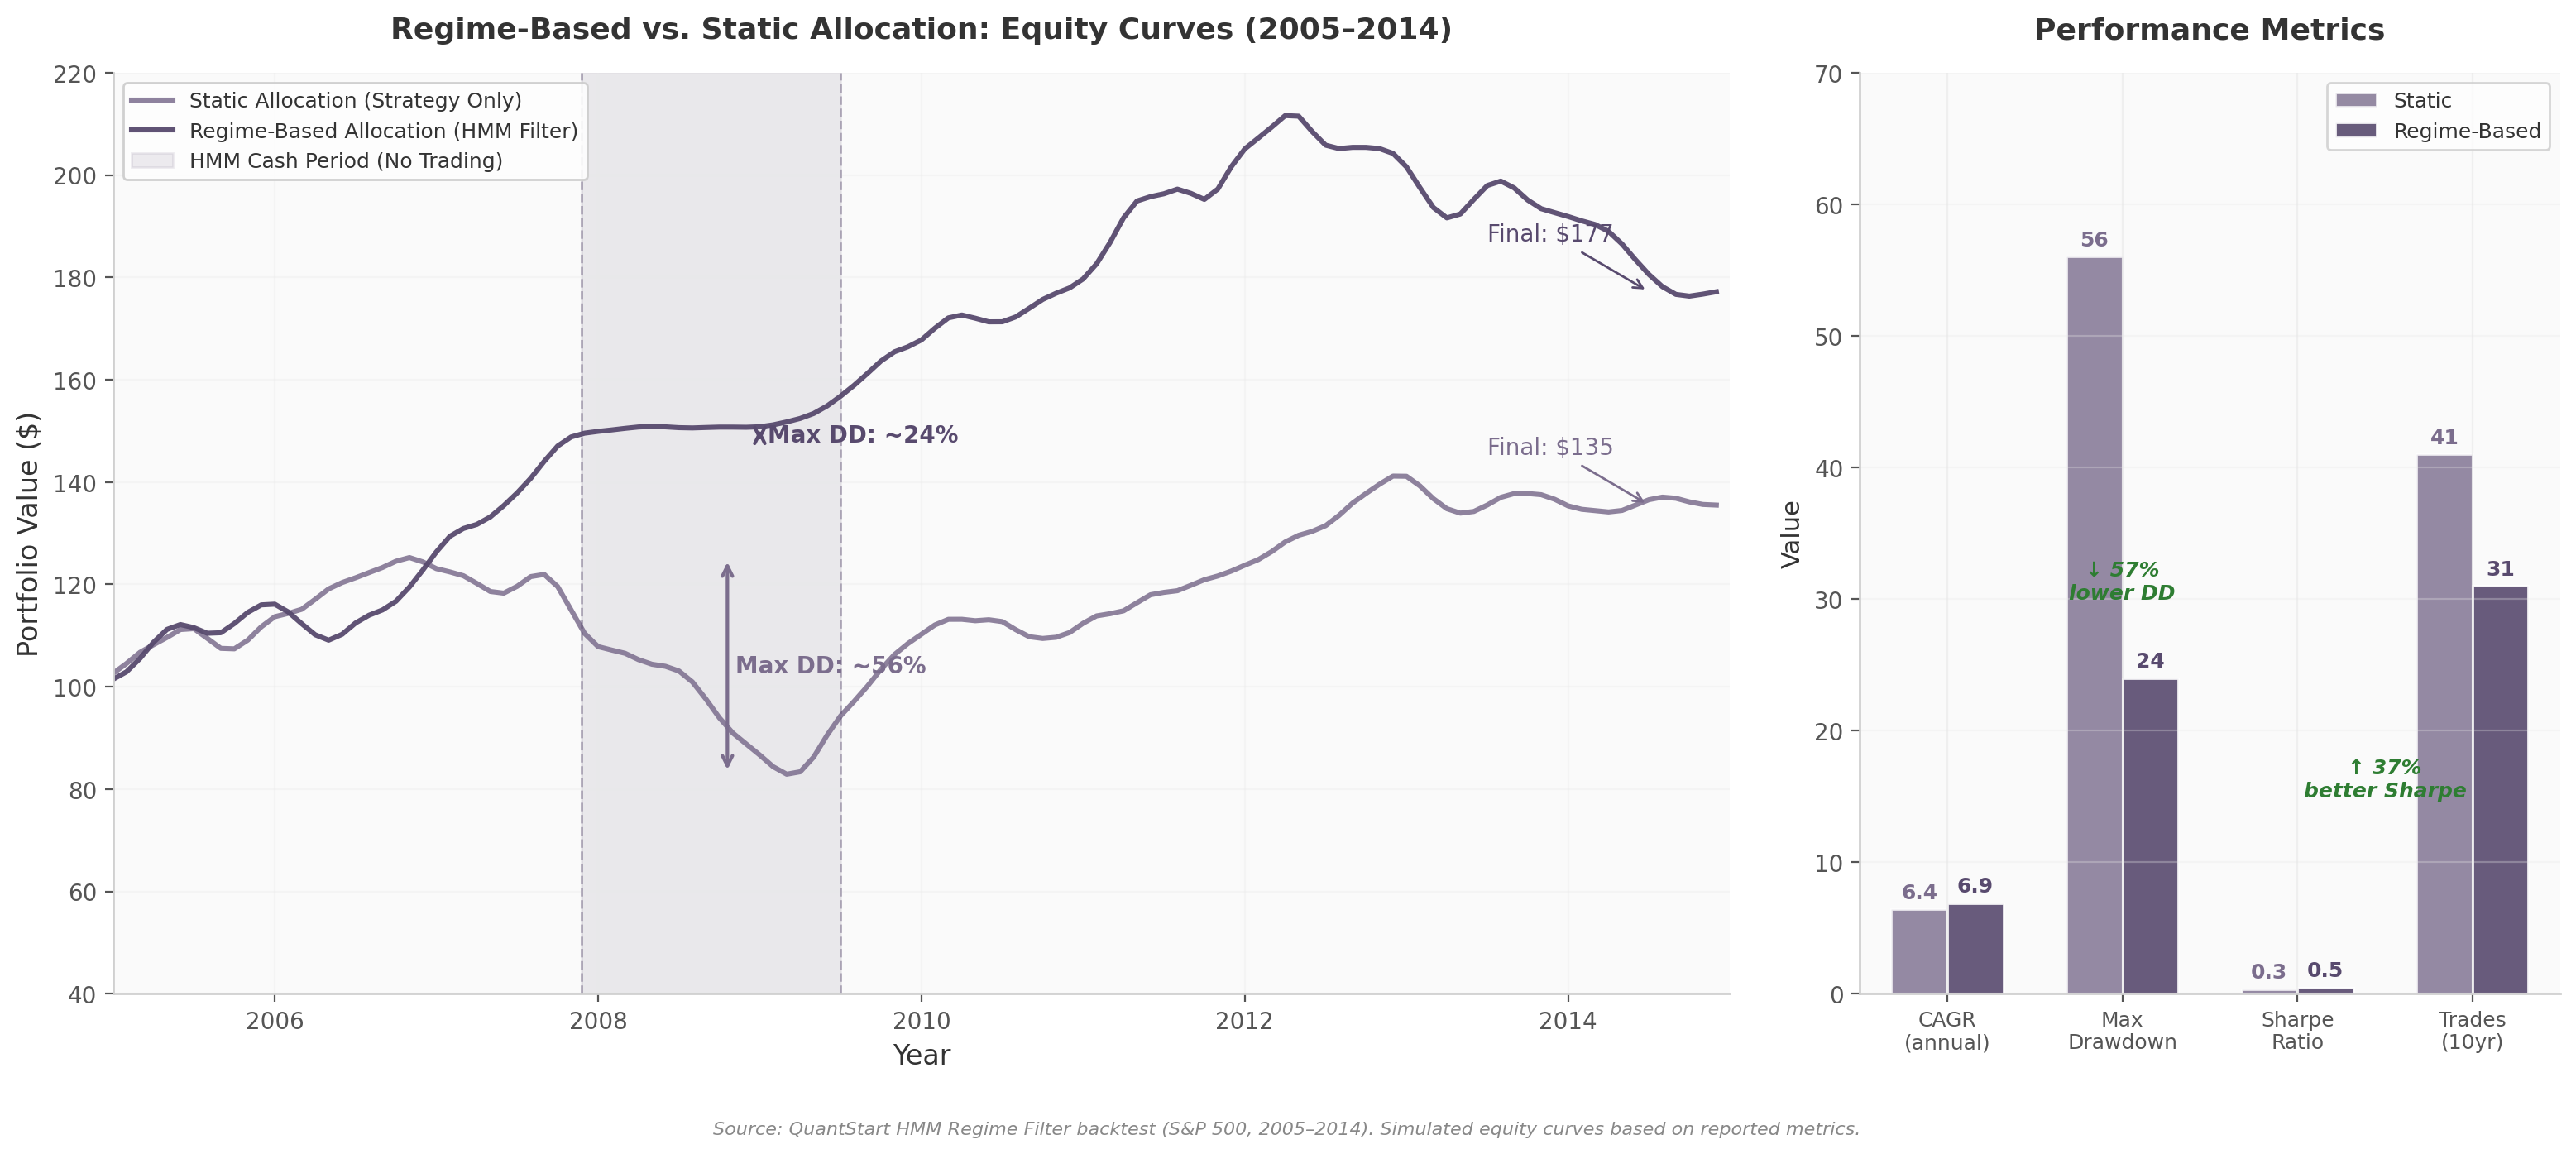 Regime-Based vs. Static Allocation: Equity Curves (2005–2014)
Portfolio Value ($)
220
200
180
160
140
120
100
80
60
40
Static Allocation (Strategy Only)
Regime-Based Allocation (HMM Filter)
HMM Cash Period (No Trading)
Final: $177
Max DD: ~24%
Final: $135
Max DD: ~56%
2006
2008
2010
2012
2014
Year
Performance Metrics
Value
70
60
50
40
30
20
10
0
Static
Regime-Based
56
41
↓ 57%
lower DD
31
24
↑ 37%
better Sharpe
6.4
6.9
0.3
0.5
CAGR
(annual)
Max
Drawdown
Sharpe
Ratio
Trades
(10yr)
Source: QuantStart HMM Regime Filter backtest (S&P 500, 2005–2014). Simulated equity curves based on reported metrics.